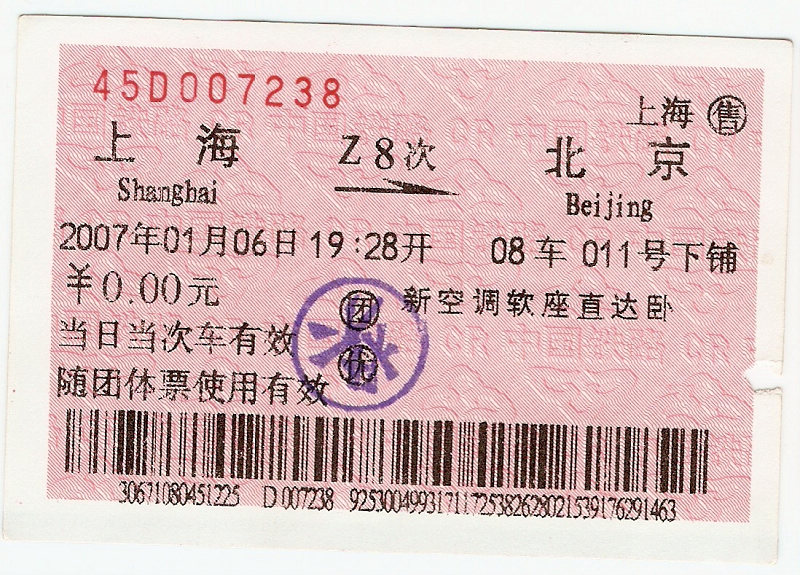 45D007238
上海 售
上海 Z8次 北京
Shanghai Beijing
2007年01月06日 19:28开 08车 011号下铺
¥0.00元 团 新空调软座直达卧
当日当次车有效 优
随团体票使用有效
30671080451225 D007238 925300499317117253826280215391762914​63